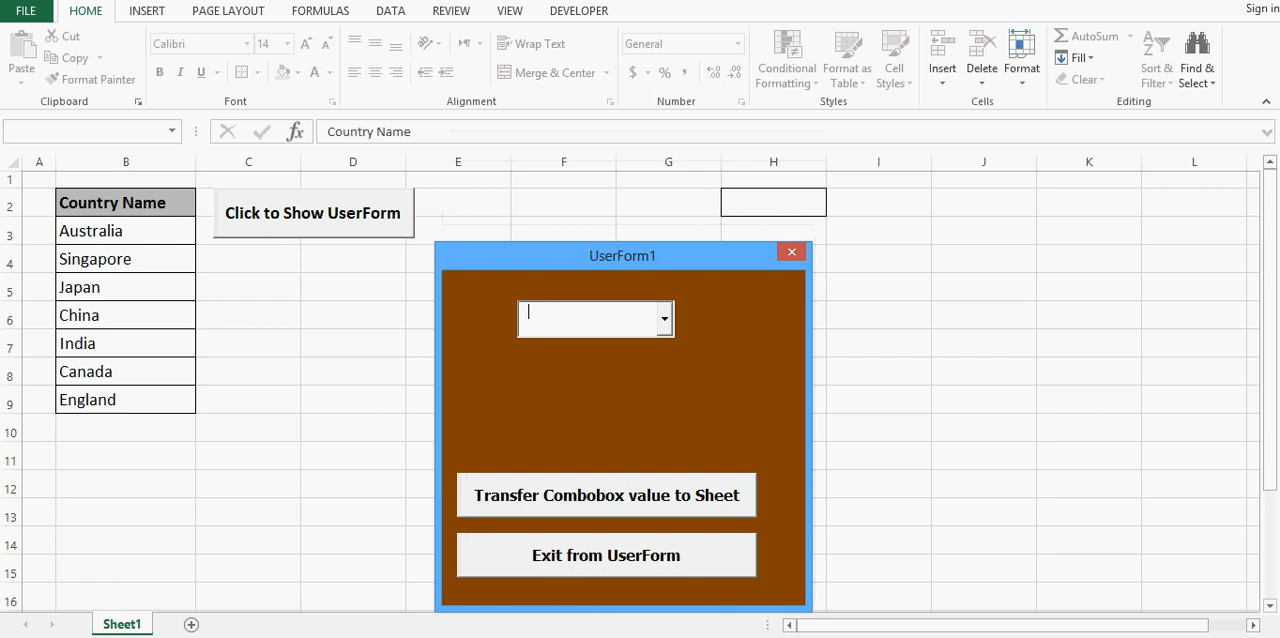 FILE HOME INSERT PAGE LAYOUT FORMULAS DATA REVIEW VIEW DEVELOPER Sign in
Paste Cut Calibri 14 Wrap Text General Conditional Formatting Format as Table Cell Styles Insert Delete Format AutoSum Sort & Filter Find & Select
Copy B I U A Merge & Center $ % , Fill
Format Painter Clear
Clipboard Font Alignment Number Styles Cells Editing
fx Country Name
A B C D E F G H I J K L
1
2 Country Name Click to Show UserForm
3 Australia
UserForm1
4 Singapore
5 Japan
6 China
7 India
8 Canada
9 England
10
11
12 Transfer Combobox value to Sheet
13
14 Exit from UserForm
15
16
Sheet1